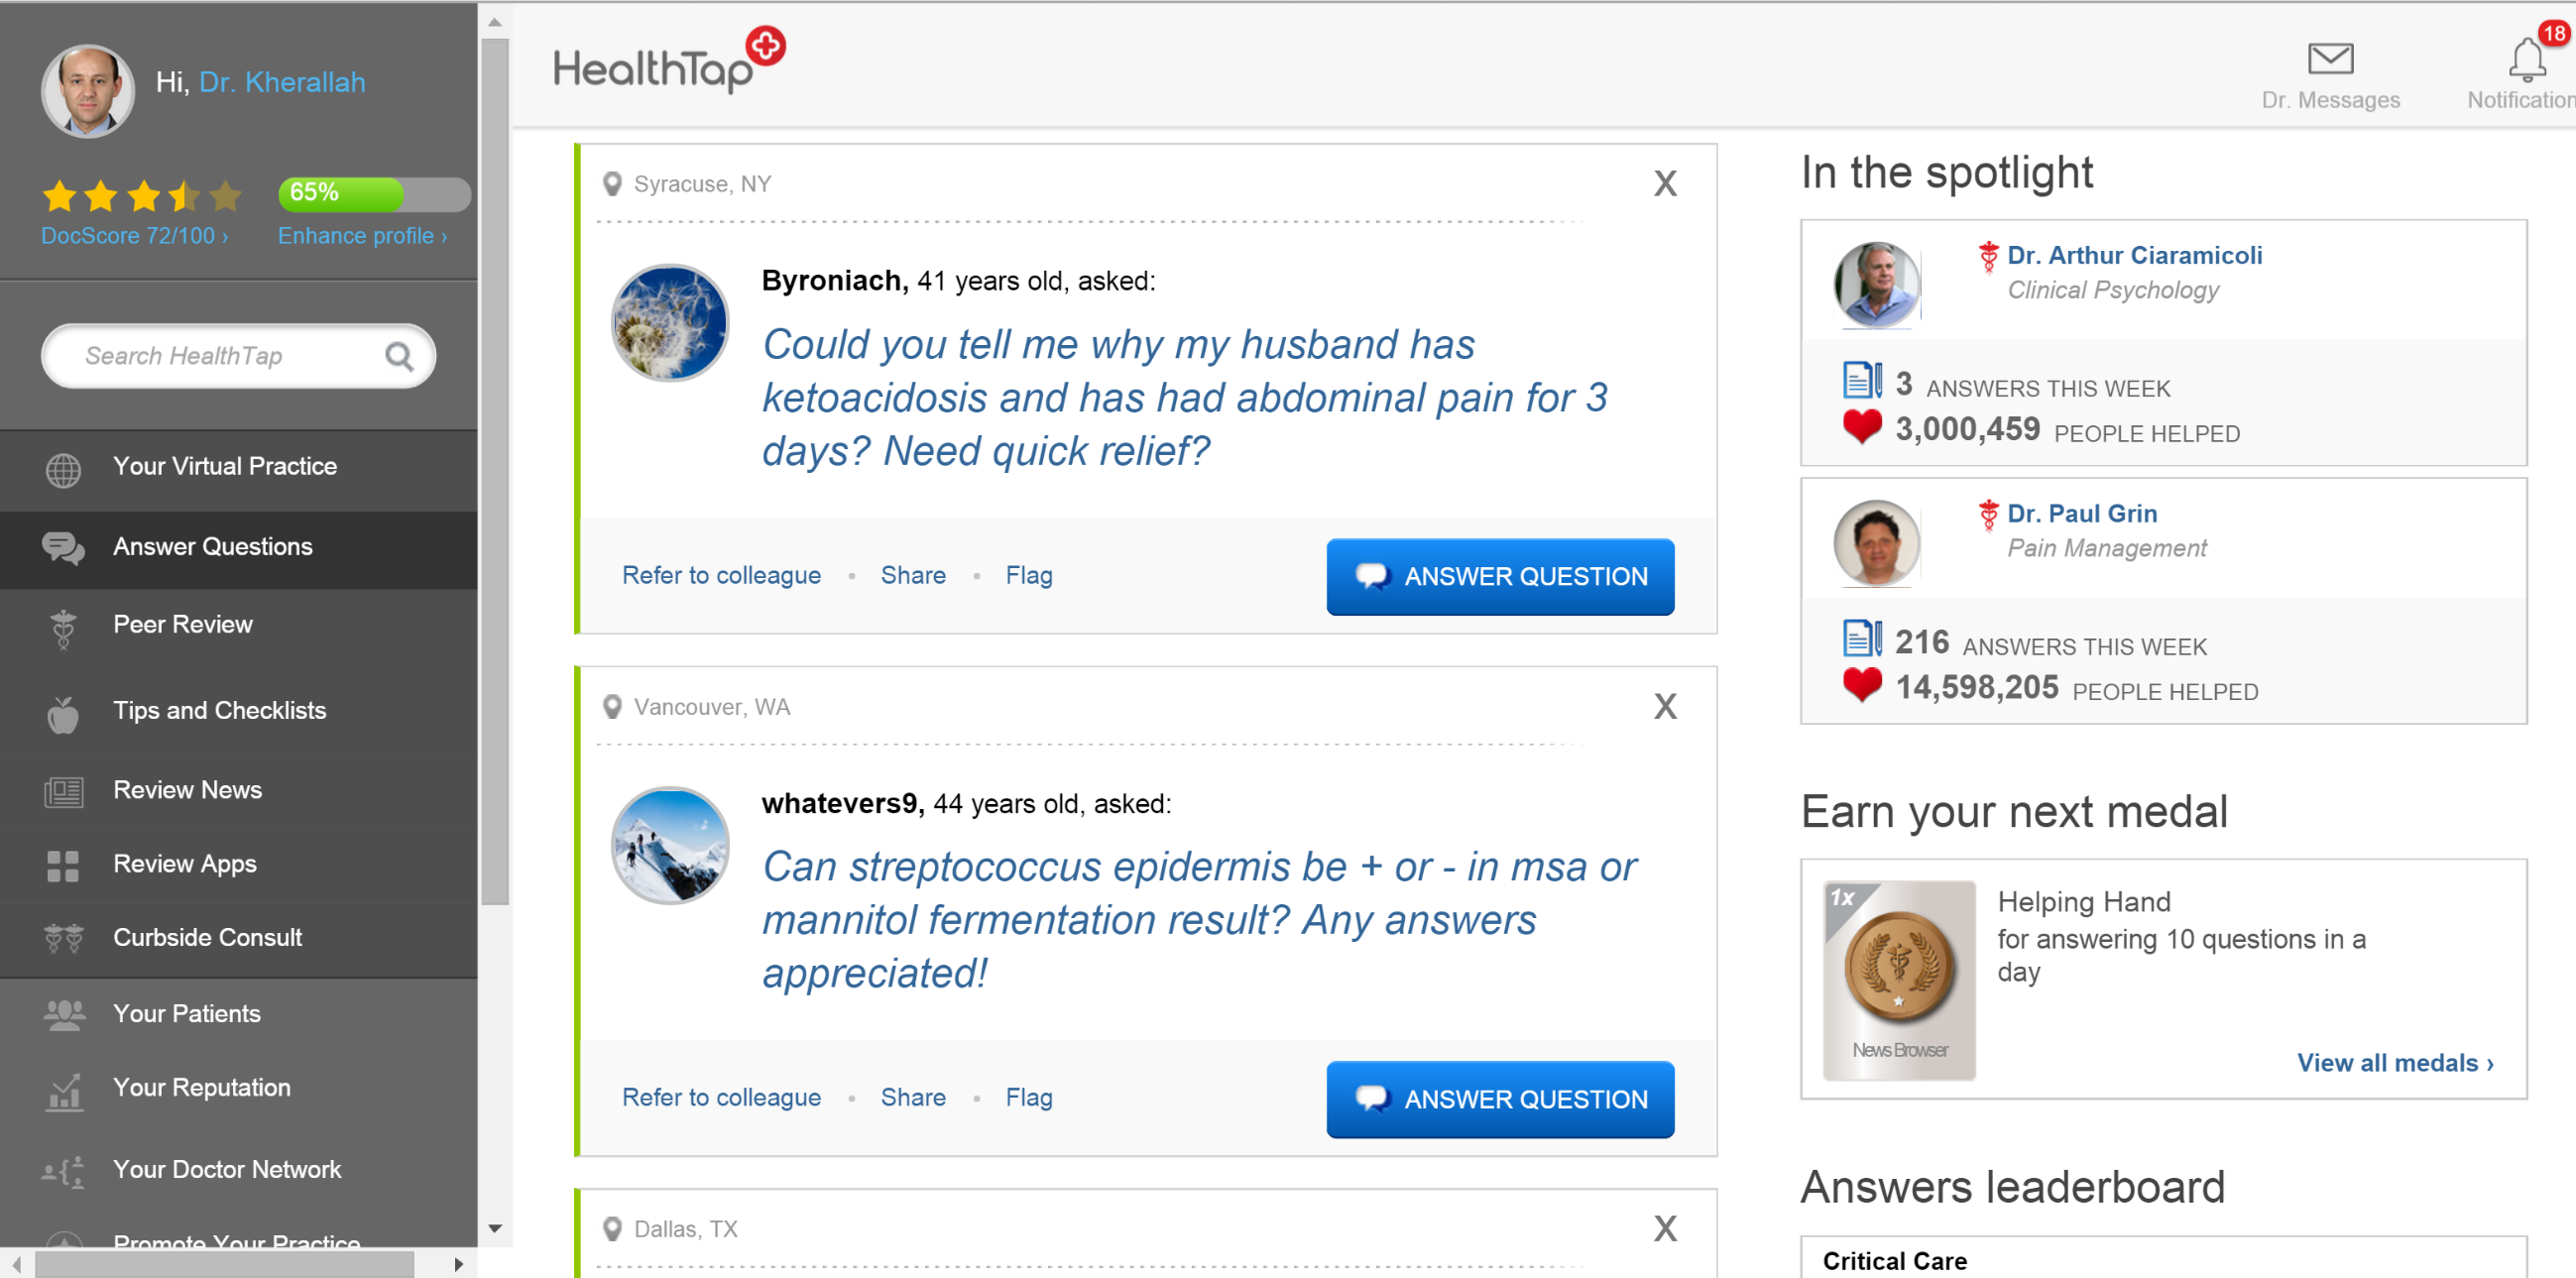 Hi, Dr. Kherallah
65%
DocScore 72/100 ›
Enhance profile ›
Search HealthTap
Your Virtual Practice
Answer Questions
Peer Review
Tips and Checklists
Review News
Review Apps
Curbside Consult
Your Patients
Your Reputation
Your Doctor Network
Promote Your Practice
HealthTap
Dr. Messages
18
Notification
Syracuse, NY
X
Byroniach, 41 years old, asked:
Could you tell me why my husband has
ketoacidosis and has had abdominal pain for 3
days? Need quick relief?
Refer to colleague • Share • Flag
ANSWER QUESTION
Vancouver, WA
X
whatevers9, 44 years old, asked:
Can streptococcus epidermis be + or - in msa or
mannitol fermentation result? Any answers
appreciated!
Refer to colleague • Share • Flag
ANSWER QUESTION
Dallas, TX
X
In the spotlight
Dr. Arthur Ciaramicoli
Clinical Psychology
3 ANSWERS THIS WEEK
3,000,459 PEOPLE HELPED
Dr. Paul Grin
Pain Management
216 ANSWERS THIS WEEK
14,598,205 PEOPLE HELPED
Earn your next medal
1x
News Browser
Helping Hand
for answering 10 questions in a
day
View all medals ›
Answers leaderboard
Critical Care